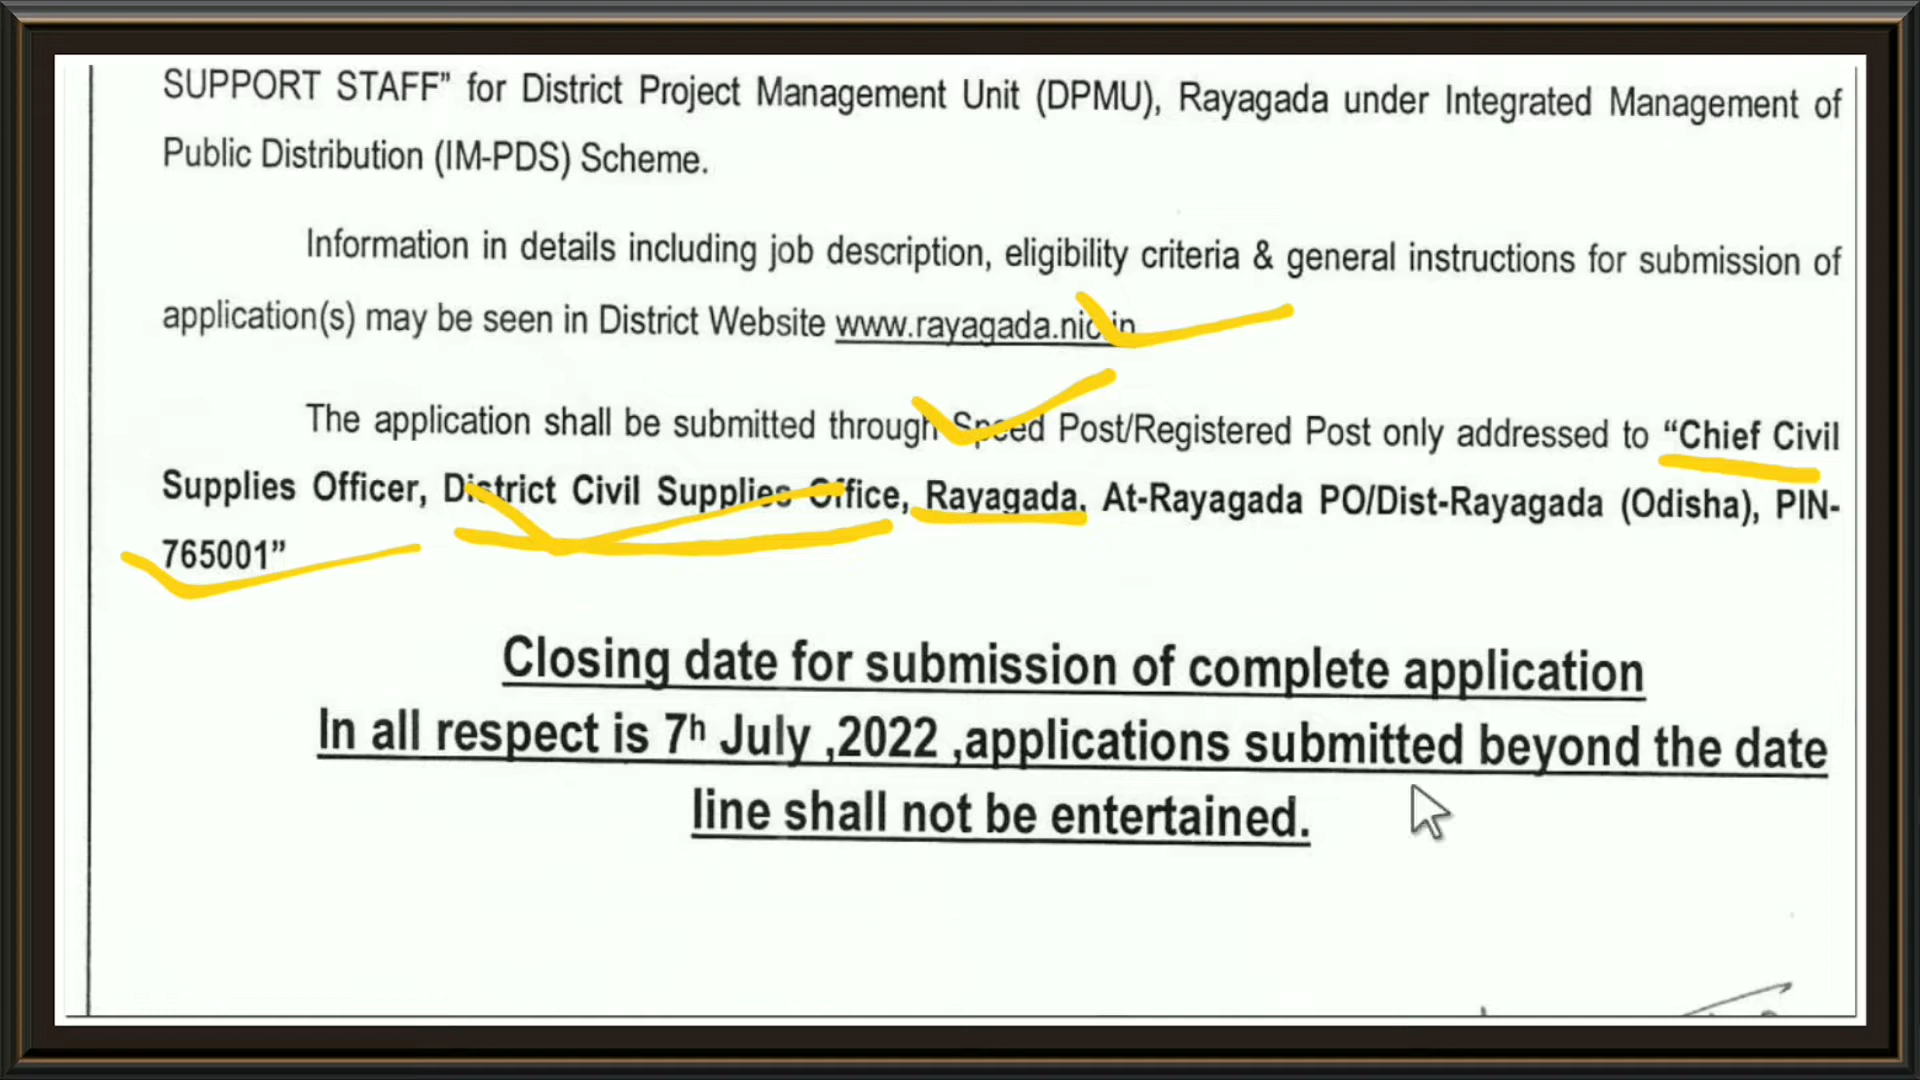 SUPPORT STAFF” for District Project Management Unit (DPMU), Rayagada under Integrated Management of
Public Distribution (IM-PDS) Scheme.
Information in details including job description, eligibility criteria & general instructions for submission of
application(s) may be seen in District Website www.rayagada.nic.in
The application shall be submitted through Speed Post/Registered Post only addressed to “Chief Civil
Supplies Officer, District Civil Supplies Office, Rayagada, At-Rayagada PO/Dist-Rayagada (Odisha), PIN-
765001”
Closing date for submission of complete application
In all respect is 7h July ,2022 ,applications submitted beyond the date
line shall not be entertained.